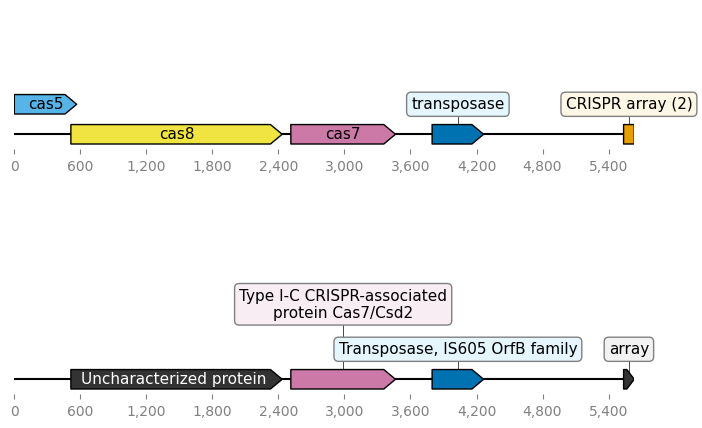 cas5
transposase
CRISPR array (2)
cas8
cas7
0 600 1,200 1,800 2,400 3,000 3,600 4,200 4,800 5,400
Type I-C CRISPR-associated
protein Cas7/Csd2
Transposase, IS605 OrfB family
array
Uncharacterized protein
0 600 1,200 1,800 2,400 3,000 3,600 4,200 4,800 5,400